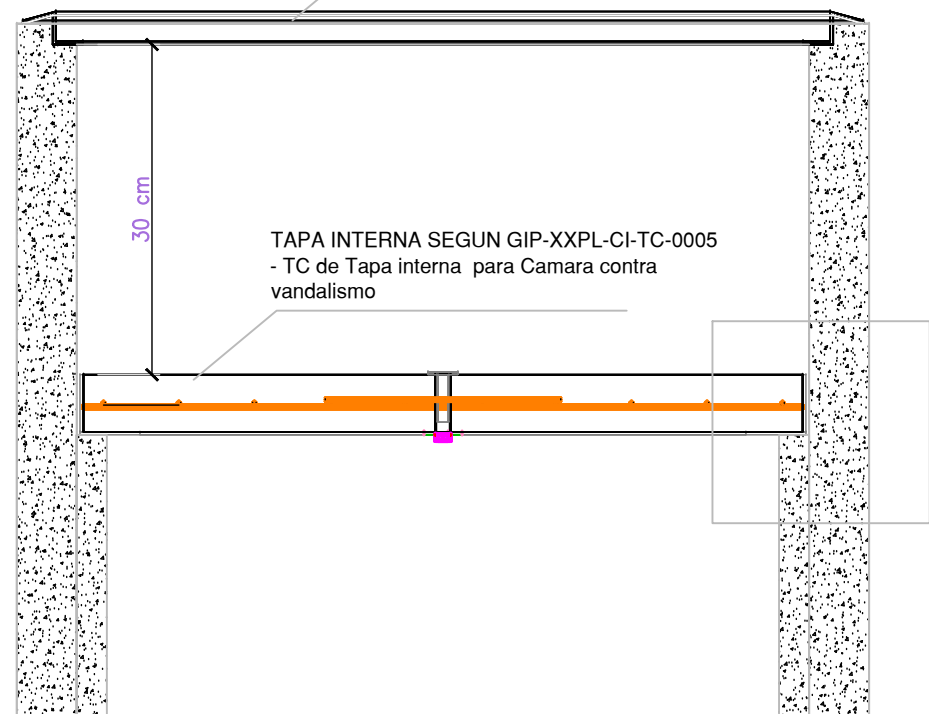 30 cm
TAPA INTERNA SEGUN GIP-XXPL-CI-TC-0005
- TC de Tapa interna para Camara contra
vandalismo